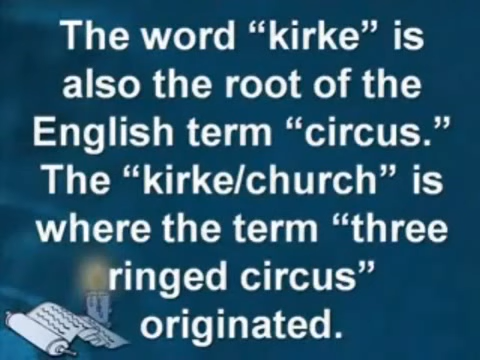 The word “kirke” is
also the root of the
English term “circus.”
The “kirke/church” is
where the term “three
ringed circus”
originated.